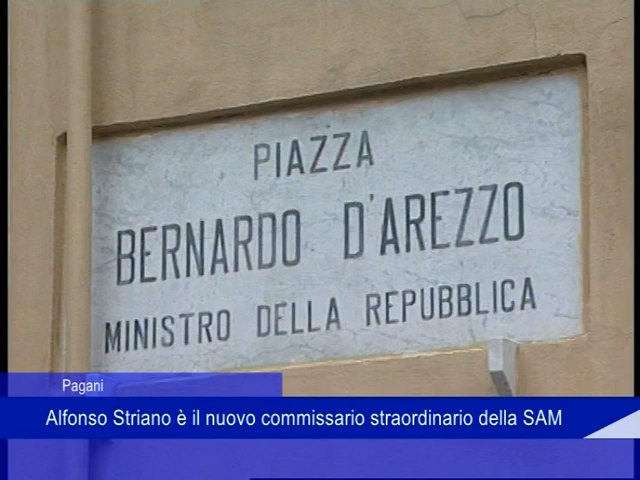 PIAZZA
BERNARDO D'AREZZO
MINISTRO DELLA REPUBBLICA
Pagani
Alfonso Striano è il nuovo commissario straordinario della SAM